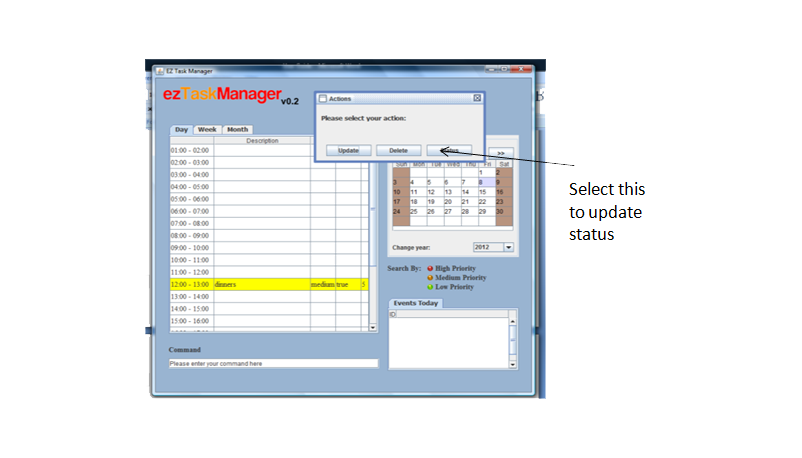 EZ Task Manager
ezTaskManager v0.2
Actions
Please select your action:
Update Delete
Day Week Month
Description
01:00 - 02:00
02:00 - 03:00
03:00 - 04:00
04:00 - 05:00
05:00 - 06:00
06:00 - 07:00
07:00 - 08:00
08:00 - 09:00
09:00 - 10:00
10:00 - 11:00
11:00 - 12:00
12:00 - 13:00 dinners medium true 5
13:00 - 14:00
14:00 - 15:00
15:00 - 16:00
>>
Sun Mon Tue Wed Thu Fri Sat
1 2
3 4 5 6 7 8 9
10 11 12 13 14 15 16
17 18 19 20 21 22 23
24 25 26 27 28 29 30
Change year: 2012
Search By: High Priority
Medium Priority
Low Priority
Events Today
ID
Command
Please enter your command here
Select this
to update
status